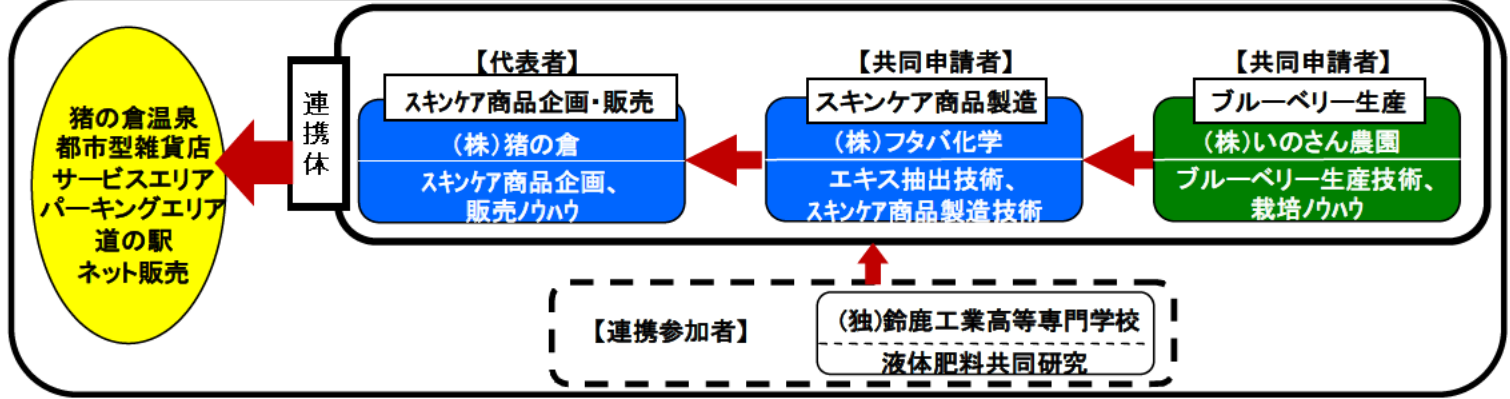 猪の倉温泉
都市型雑貨店
サービスエリア
パーキングエリア
道の駅
ネット販売
連携体
【代表者】
スキンケア商品企画・販売
(株)猪の倉
スキンケア商品企画、
販売ノウハウ
【共同申請者】
スキンケア商品製造
(株)フタバ化学
エキス抽出技術、
スキンケア商品製造技術
【共同申請者】
ブルーベリー生産
(株)いのさん農園
ブルーベリー生産技術、
栽培ノウハウ
【連携参加者】
(独)鈴鹿工業高等専門学校
液体肥料共同研究